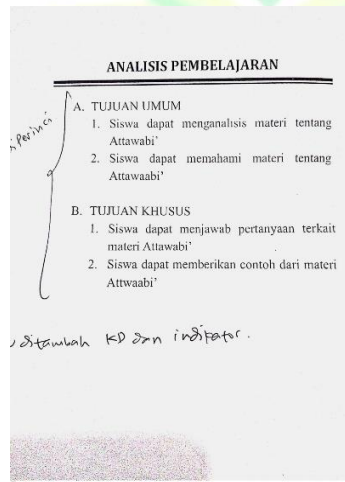 ANALISIS PEMBELAJARAN
A. TUJUAN UMUM
1. Siswa dapat menganalisis materi tentang
Attawabi'
2. Siswa dapat memahami materi tentang
Attawaabi'
B. TUJUAN KHUSUS
1. Siswa dapat menjawab pertanyaan terkait
materi Attawabi'
2. Siswa dapat memberikan contoh dari materi
Attwaabi'
ditambah KD dan indikator.